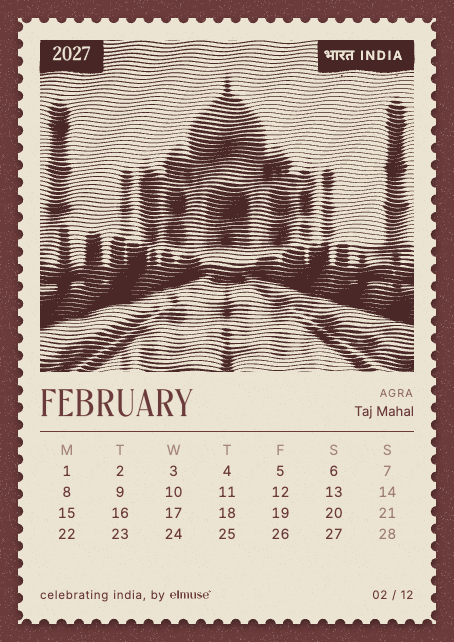 2027
भारत INDIA
FEBRUARY
AGRA
Taj Mahal
M T W T F S S
1 2 3 4 5 6 7
8 9 10 11 12 13 14
15 16 17 18 19 20 21
22 23 24 25 26 27 28
celebrating india, by elmuse
02 / 12